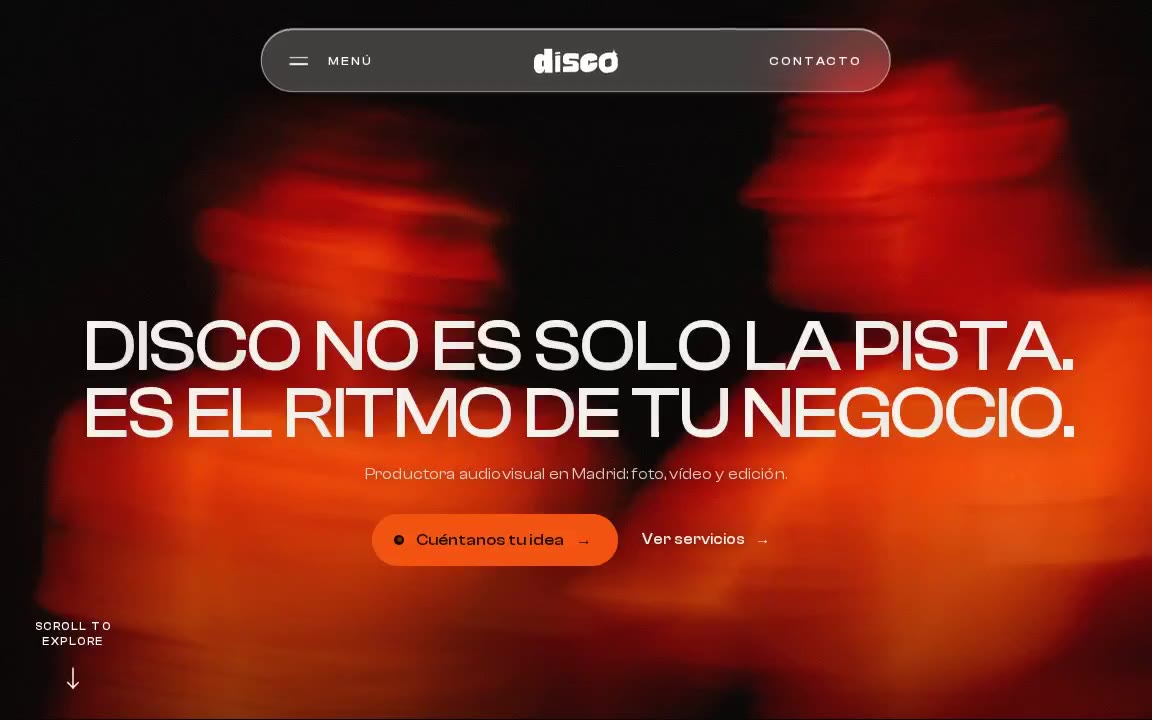 MENÚ
disco
CONTACTO
DISCO NO ES SOLO LA PISTA.
ES EL RITMO DE TU NEGOCIO.
Productora audiovisual en Madrid: foto, vídeo y edición.
Cuéntanos tu idea →
Ver servicios →
SCROLL TO
EXPLORE